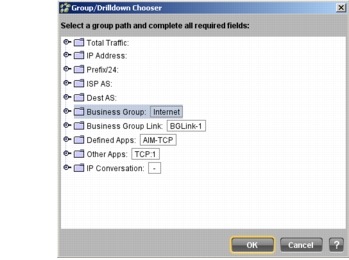 Group/Drilldown Chooser
Select a group path and complete all required fields:
Total Traffic:
IP Address:
Prefix/24:
ISP AS:
Dest AS:
Business Group: Internet
Business Group Link: BGLink-1
Defined Apps: AIM-TCP
Other Apps: TCP:1
IP Conversation: -
OK Cancel ?